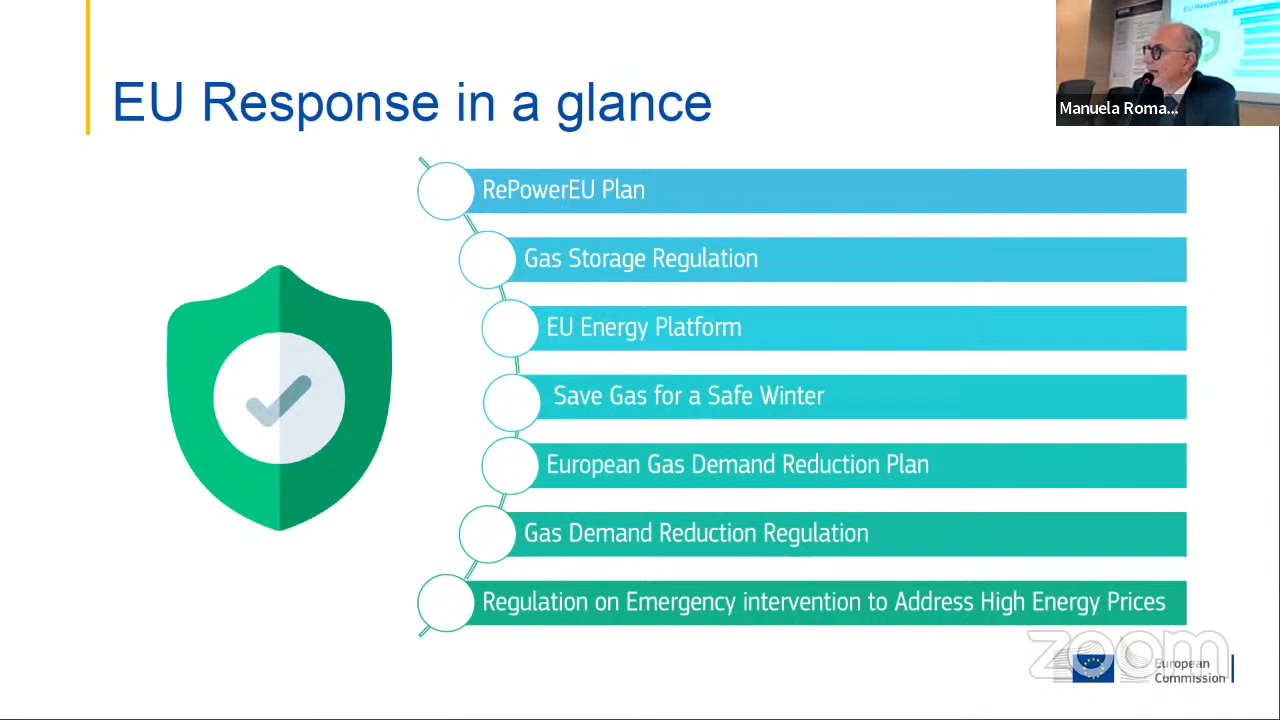 EU Response in a glance
Manuela Roma...
RePowerEU Plan
Gas Storage Regulation
EU Energy Platform
Save Gas for a Safe Winter
European Gas Demand Reduction Plan
Gas Demand Reduction Regulation
Regulation on Emergency intervention to Address High Energy Prices
zoom
European
Commission